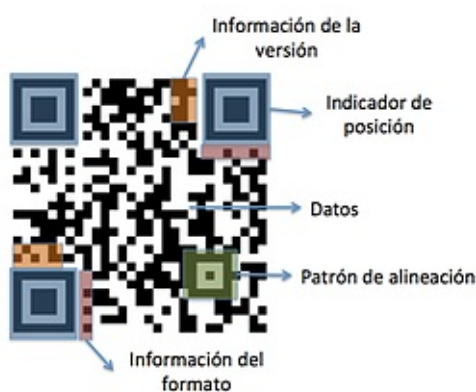 Información de la
versión
Indicador de
posición
Datos
Patrón de alineación
Información del
formato